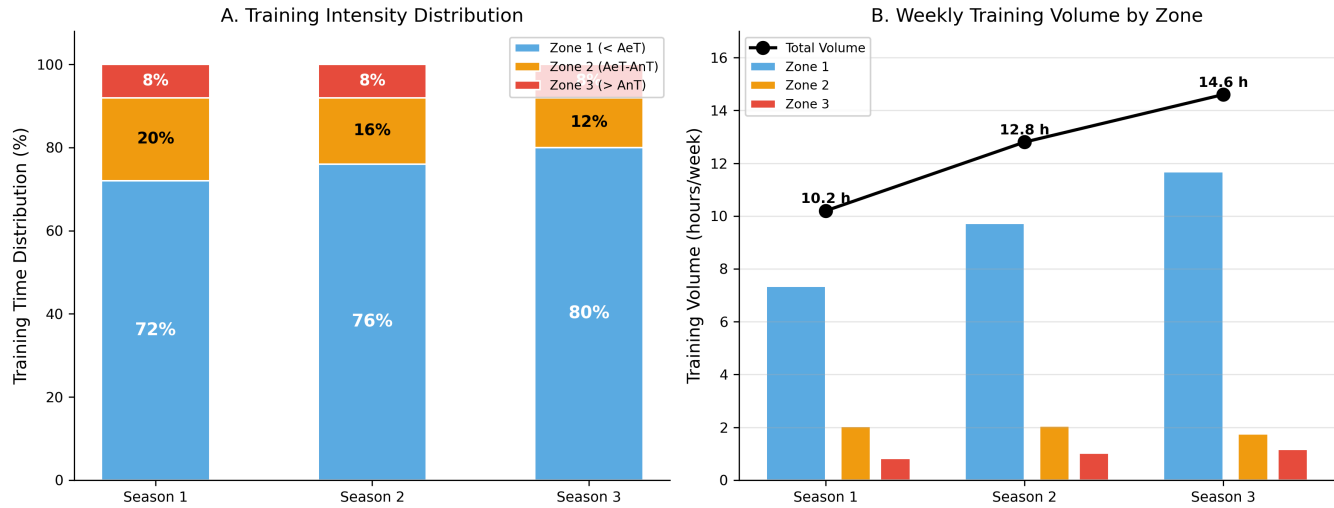 A. Training Intensity Distribution
Training Time Distribution (%)
100
80
60
40
20
0
Zone 1 (< AeT)
Zone 2 (AeT-AnT)
Zone 3 (> AnT)
8%
8%
8%
20%
16%
12%
72%
76%
80%
Season 1
Season 2
Season 3
B. Weekly Training Volume by Zone
Training Volume (hours/week)
16
14
12
10
8
6
4
2
0
Total Volume
Zone 1
Zone 2
Zone 3
10.2 h
12.8 h
14.6 h
Season 1
Season 2
Season 3